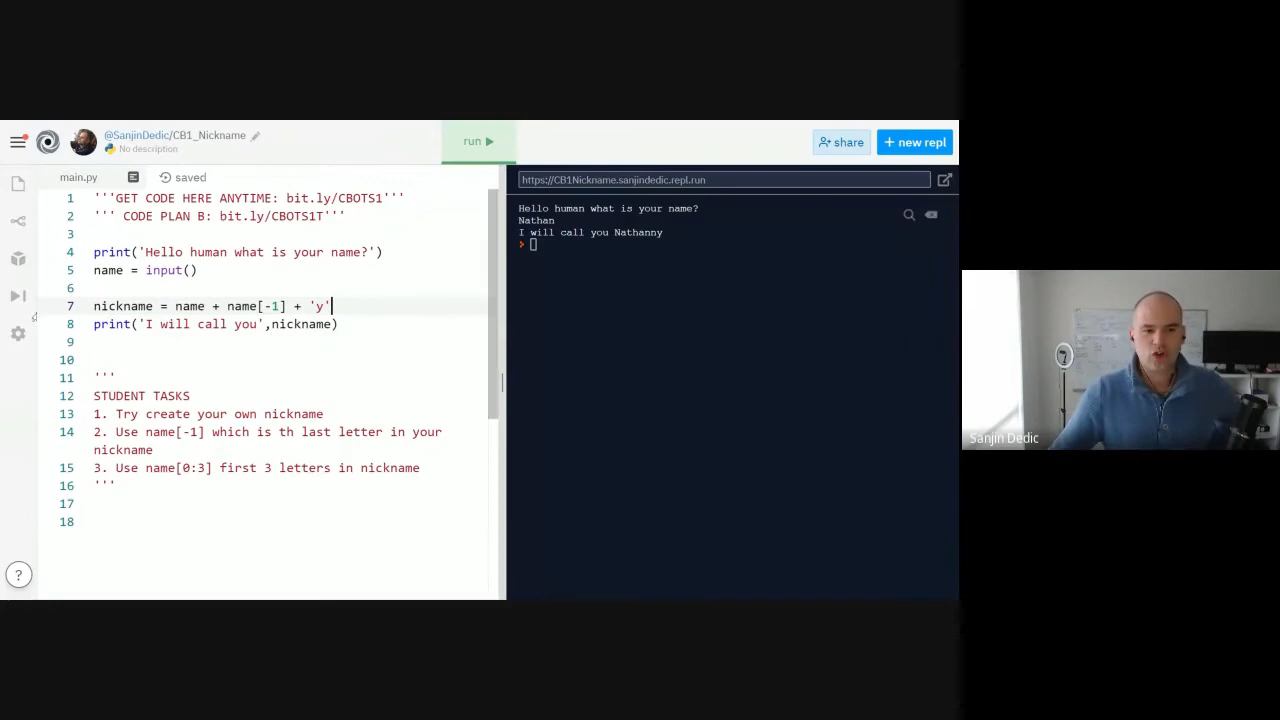 @SanjinDedic/CB1_Nickname
No description
run
share
+ new repl
main.py
saved
https://CB1Nickname.sanjindedic.repl.run
1 '''GET CODE HERE ANYTIME: bit.ly/CBOTS1'''
2 ''' CODE PLAN B: bit.ly/CBOTS1T'''
3
4 print('Hello human what is your name?')
5 name = input()
6
7 nickname = name + name[-1] + 'y'
8 print('I will call you',nickname)
9
10
11 '''
12 STUDENT TASKS
13 1. Try create your own nickname
14 2. Use name[-1] which is th last letter in your
nickname
15 3. Use name[0:3] first 3 letters in nickname
16 '''
17
18
?
Hello human what is your name?
Nathan
I will call you Nathanny
Sanjin Dedic